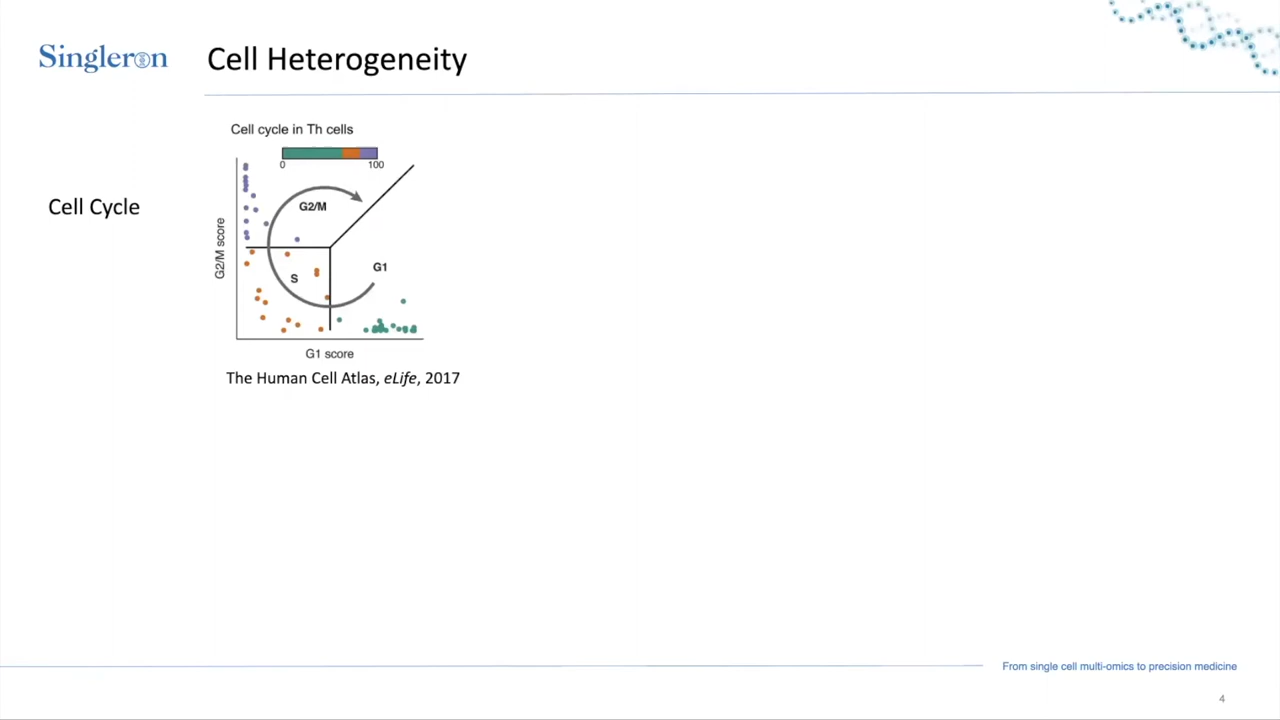 Singleron
Cell Heterogeneity
Cell cycle in Th cells
0
100
Cell Cycle
G2/M
G2/M score
G1
S
G1 score
The Human Cell Atlas, eLife, 2017
From single cell multi-omics to precision medicine
4